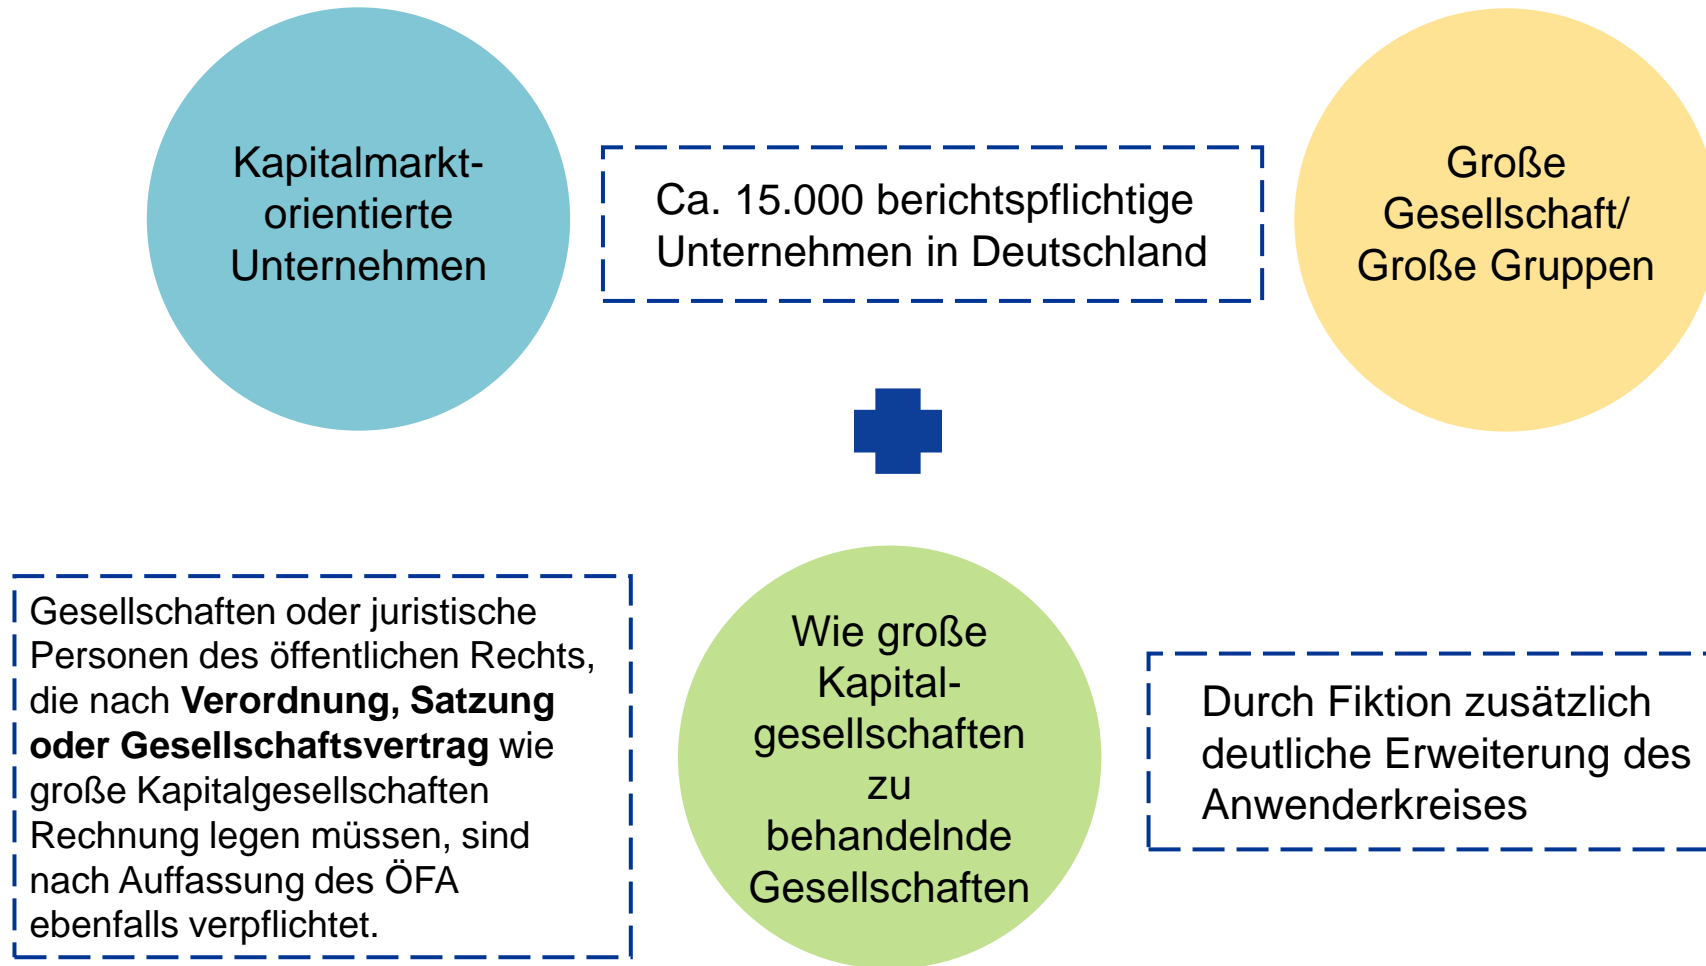 Kapitalmarkt-
orientierte
Unternehmen
Ca. 15.000 berichtspflichtige
Unternehmen in Deutschland
Große
Gesellschaft/
Große Gruppen
Gesellschaften oder juristische
Personen des öffentlichen Rechts,
die nach Verordnung, Satzung
oder Gesellschaftsvertrag wie
große Kapitalgesellschaften
Rechnung legen müssen, sind
nach Auffassung des ÖFA
ebenfalls verpflichtet.
Wie große
Kapital-
gesellschaften
zu
behandelnde
Gesellschaften
Durch Fiktion zusätzlich
deutliche Erweiterung des
Anwenderkreises